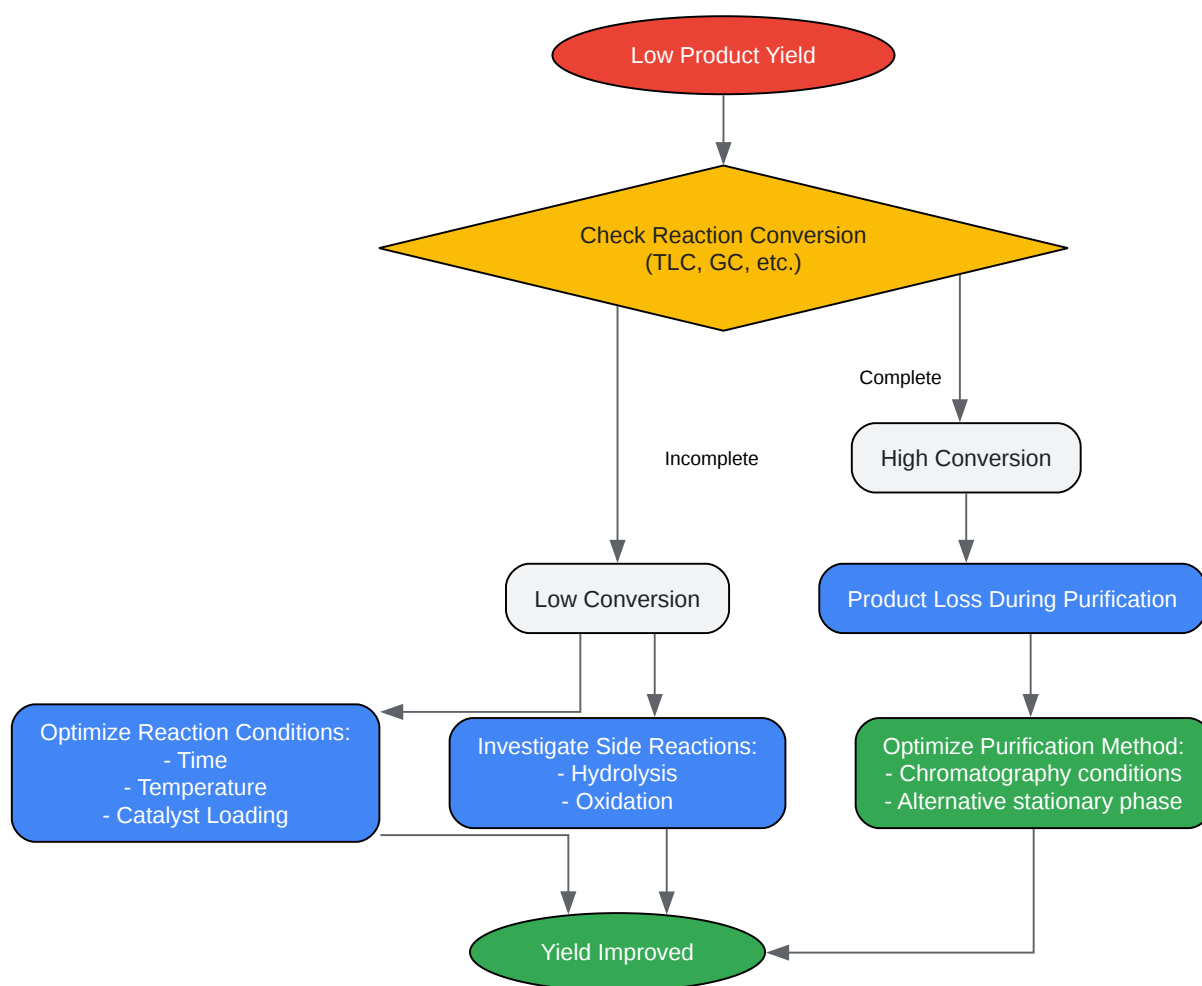 Low Product Yield
Check Reaction Conversion
(TLC, GC, etc.)
Complete
Incomplete
High Conversion
Low Conversion
Product Loss During Purification
Optimize Reaction Conditions:
- Time
- Temperature
- Catalyst Loading
Investigate Side Reactions:
- Hydrolysis
- Oxidation
Optimize Purification Method:
- Chromatography conditions
- Alternative stationary phase
Yield Improved